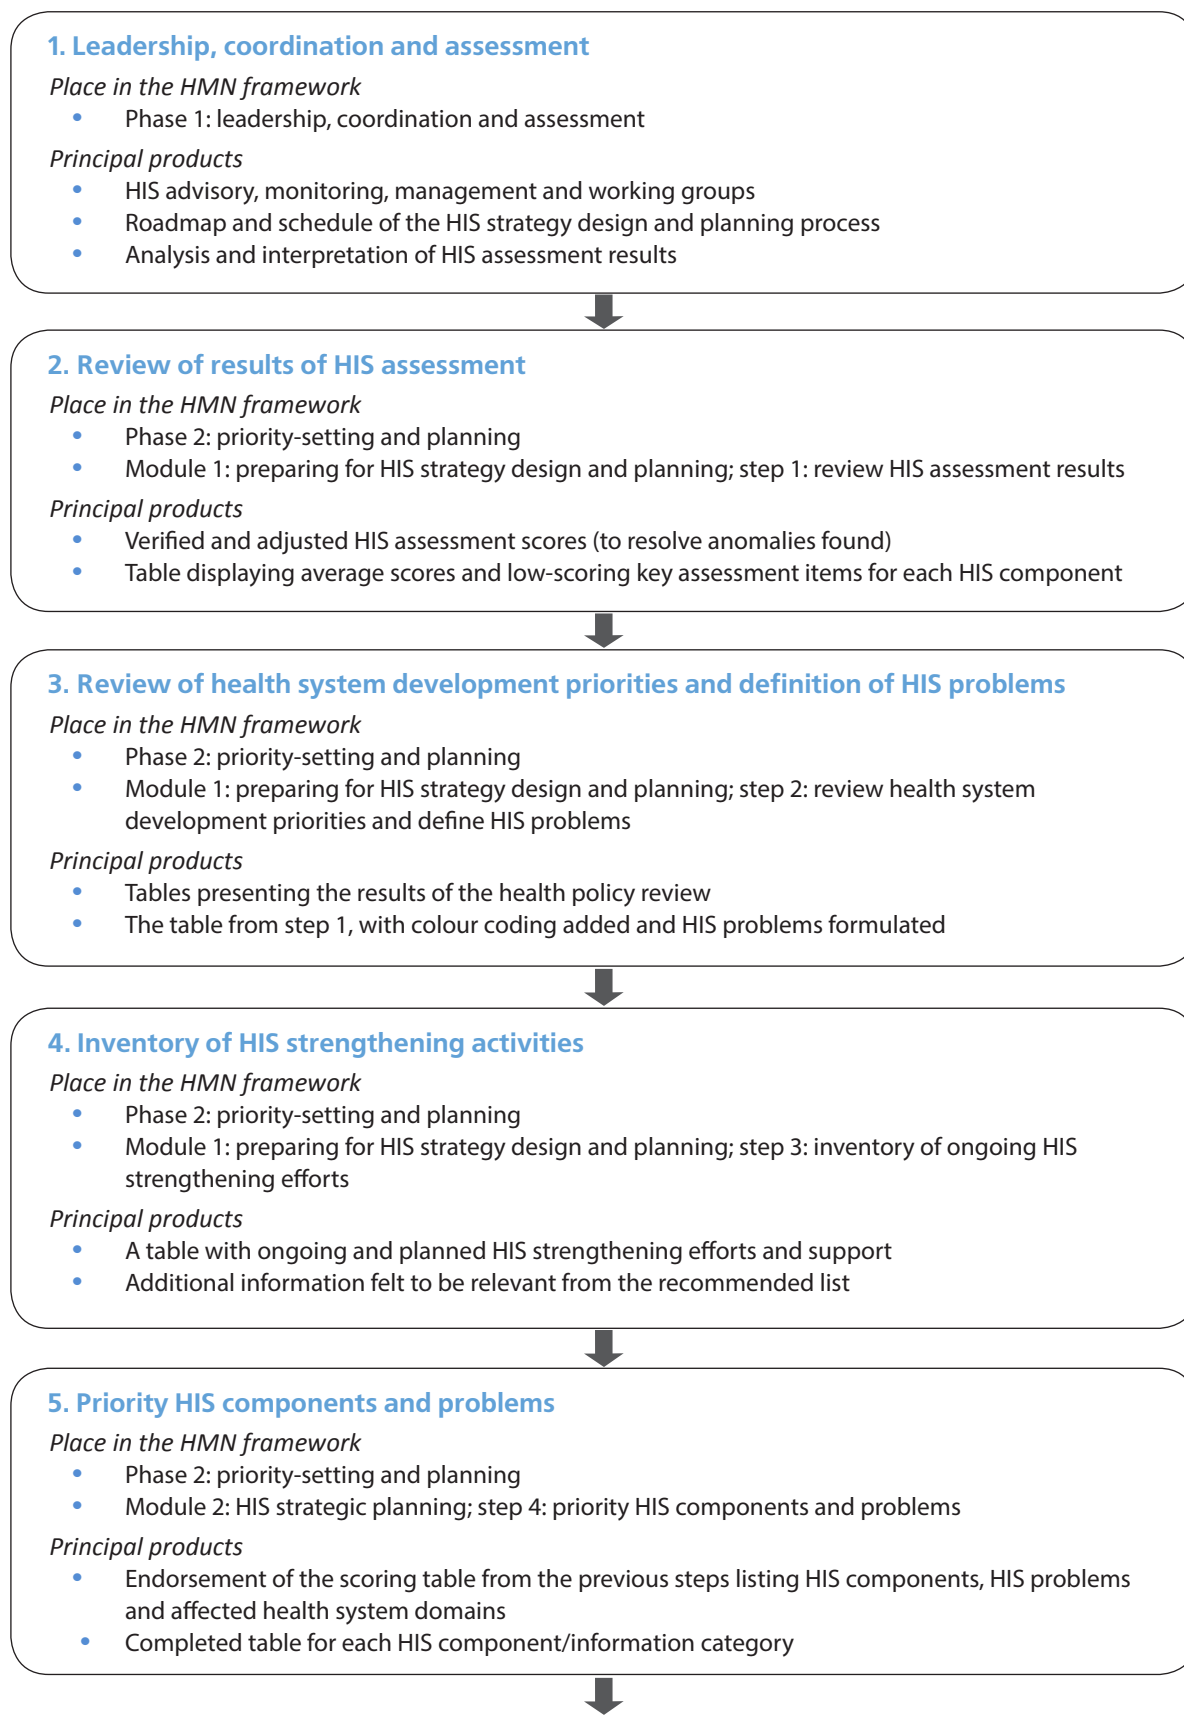 1. Leadership, coordination and assessment
Place in the HMN framework
• Phase 1: leadership, coordination and assessment
Principal products
• HIS advisory, monitoring, management and working groups
• Roadmap and schedule of the HIS strategy design and planning process
• Analysis and interpretation of HIS assessment results
2. Review of results of HIS assessment
Place in the HMN framework
• Phase 2: priority-setting and planning
• Module 1: preparing for HIS strategy design and planning; step 1: review HIS assessment results
Principal products
• Verified and adjusted HIS assessment scores (to resolve anomalies found)
• Table displaying average scores and low-scoring key assessment items for each HIS component
3. Review of health system development priorities and definition of HIS problems
Place in the HMN framework
• Phase 2: priority-setting and planning
• Module 1: preparing for HIS strategy design and planning; step 2: review health system
development priorities and define HIS problems
Principal products
• Tables presenting the results of the health policy review
• The table from step 1, with colour coding added and HIS problems formulated
4. Inventory of HIS strengthening activities
Place in the HMN framework
• Phase 2: priority-setting and planning
• Module 1: preparing for HIS strategy design and planning; step 3: inventory of ongoing HIS
strengthening efforts
Principal products
• A table with ongoing and planned HIS strengthening efforts and support
• Additional information felt to be relevant from the recommended list
5. Priority HIS components and problems
Place in the HMN framework
• Phase 2: priority-setting and planning
• Module 2: HIS strategic planning; step 4: priority HIS components and problems
Principal products
• Endorsement of the scoring table from the previous steps listing HIS components, HIS problems
and affected health system domains
• Completed table for each HIS component/information category